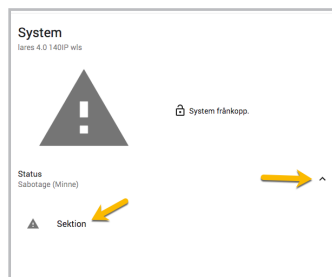 System
lares 4.0 140IP wls
System frånkopp.
Status
Sabotage (Minne)
Sektion